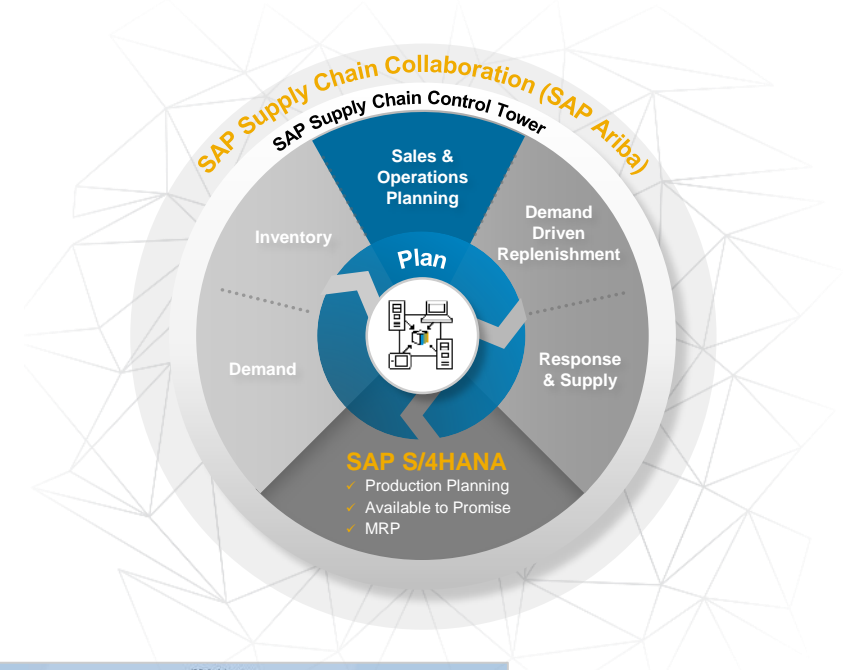 SAP Supply Chain Collaboration (SAP Ariba)
SAP Supply Chain Control Tower
Sales &
Operations
Planning
Demand
Driven
Replenishment
Inventory
Plan
Demand
Response
& Supply
SAP S/4HANA
✓ Production Planning
✓ Available to Promise
✓ MRP